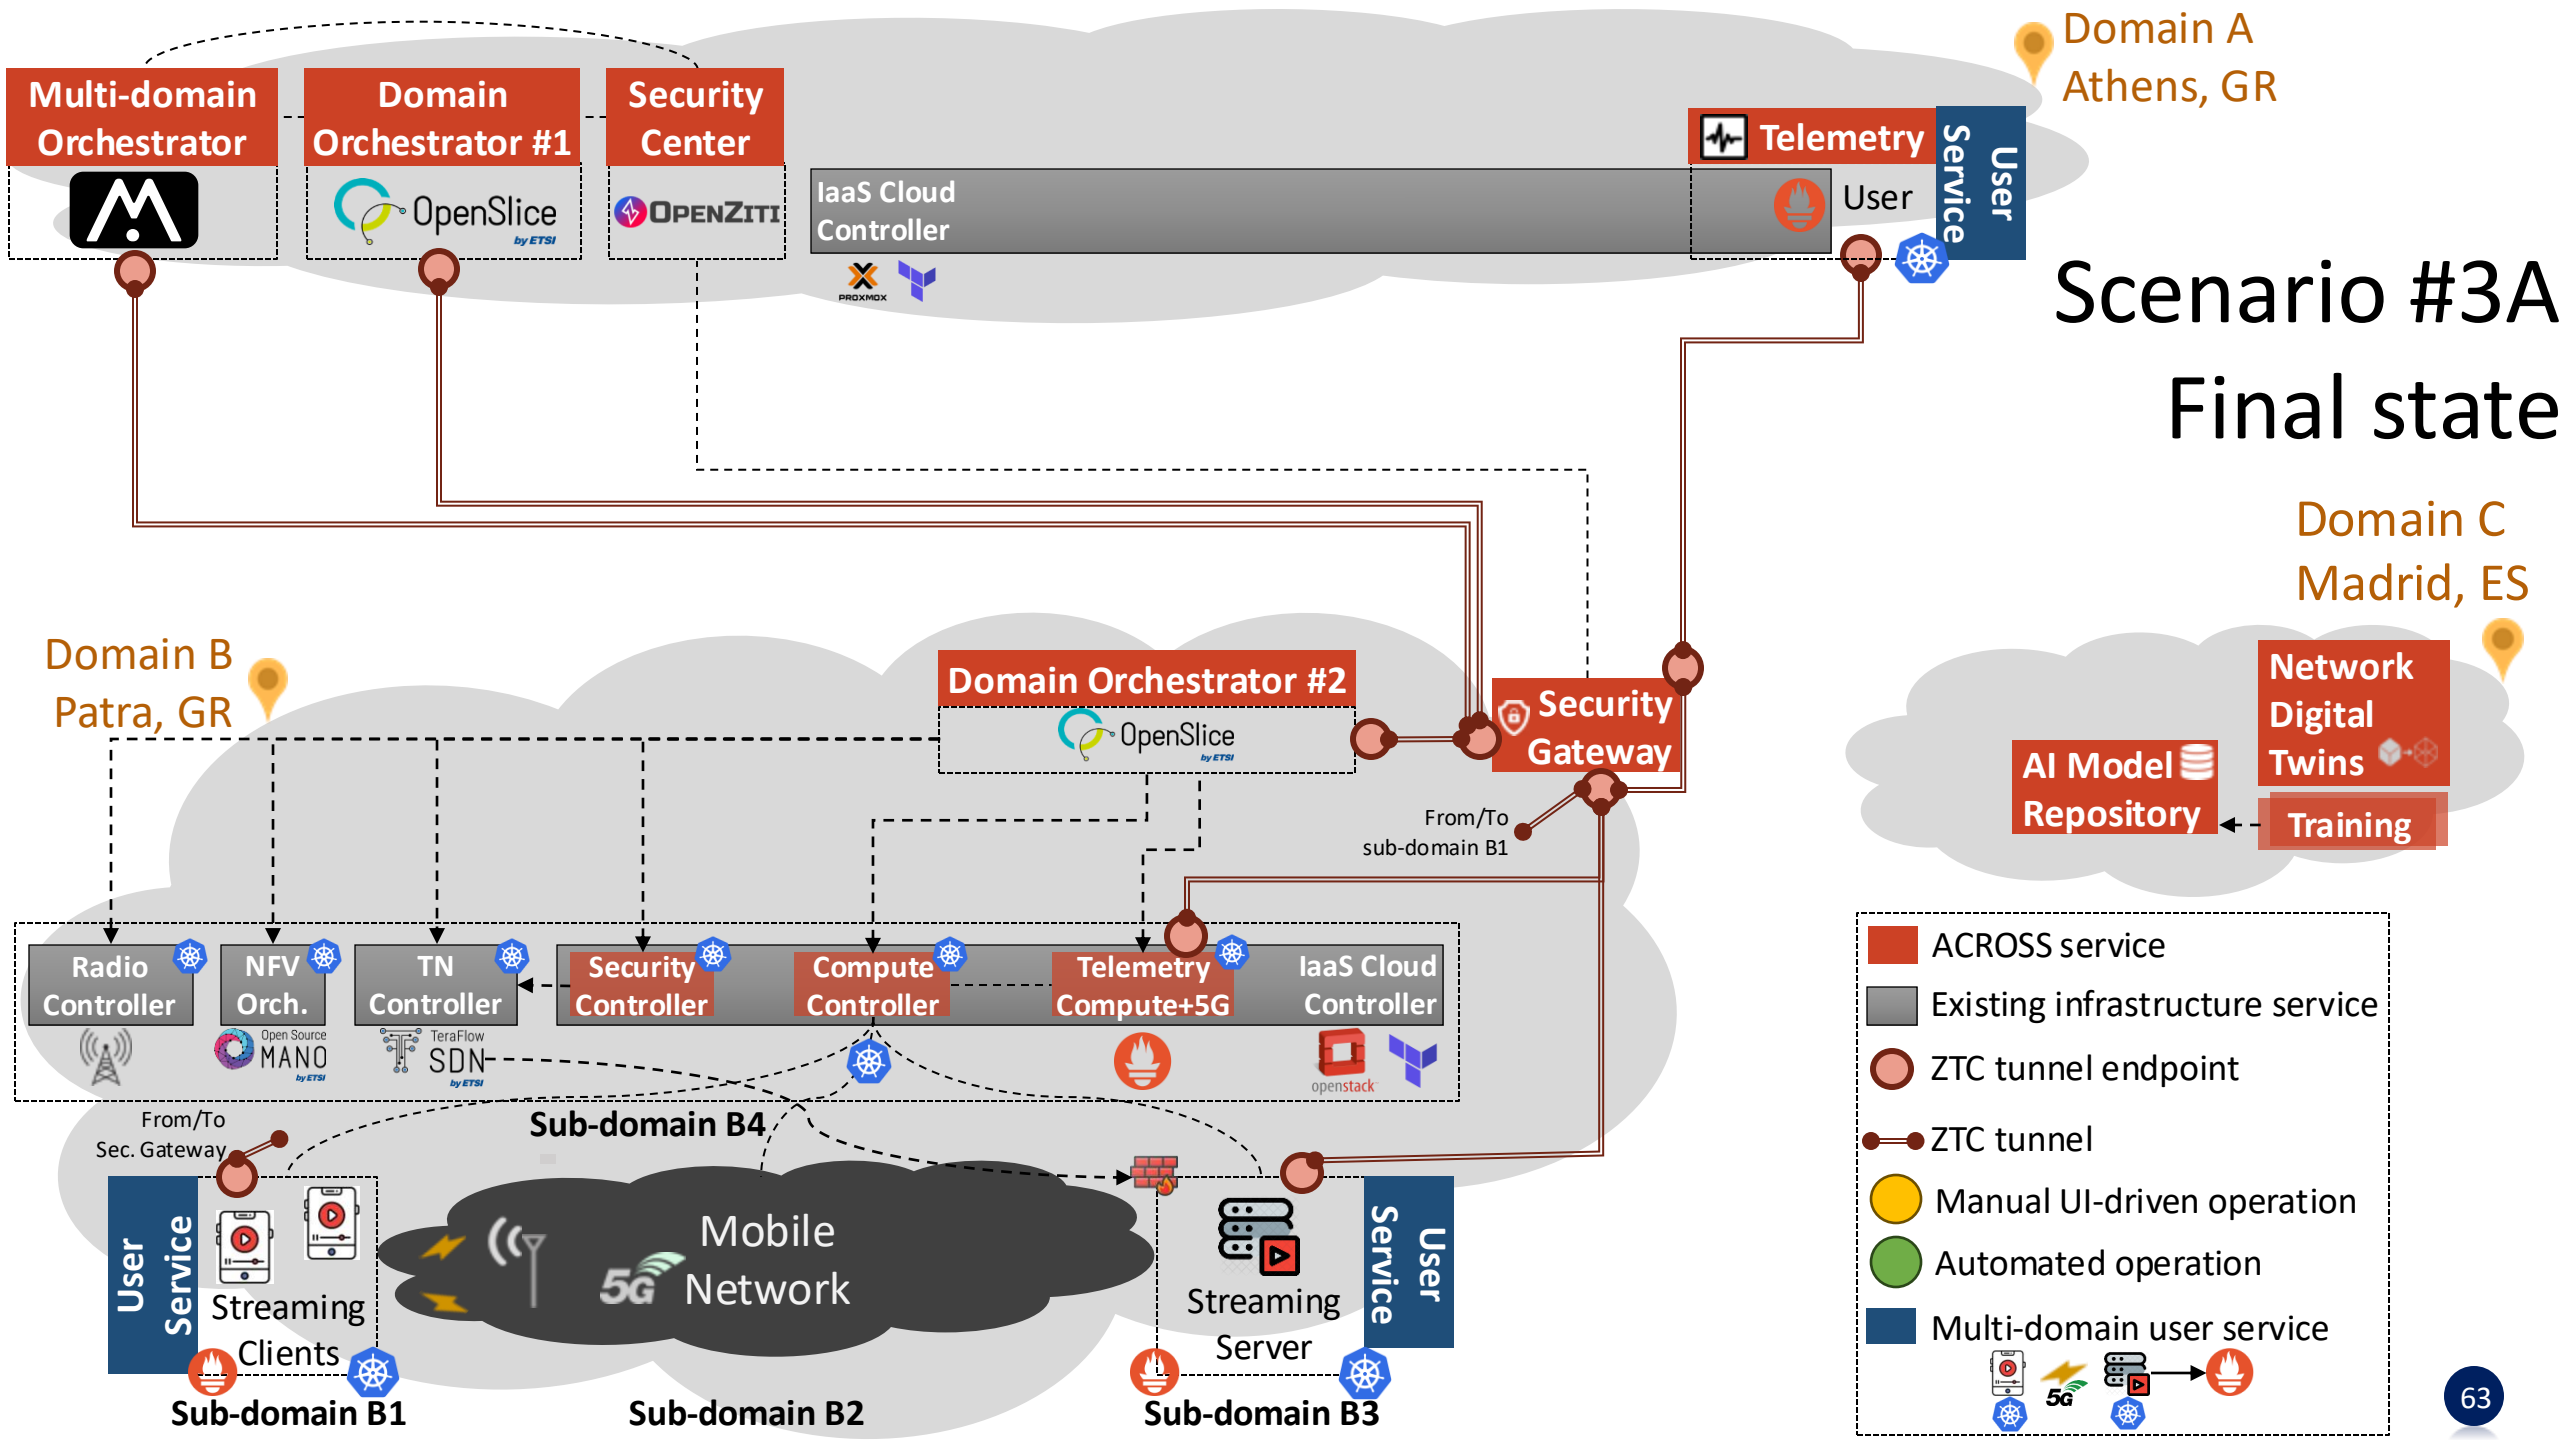 Domain A
Athens, GR
Multi-domain
Orchestrator
Domain
Orchestrator #1
Security
Center
Telemetry
User
Service
OpenSlice
by ETSI
OPENZITI
IaaS Cloud
Controller
User
PROXMOX
Scenario #3A
Final state
Domain C
Madrid, ES
Domain B
Patra, GR
Domain Orchestrator #2
OpenSlice
by ETSI
Security
Gateway
Network
Digital
Twins
AI Model
Repository
Training
From/To
sub-domain B1
Radio
Controller
NFV
Orch.
TN
Controller
Security
Controller
Compute
Controller
Telemetry
Compute+5G
IaaS Cloud
Controller
Open Source
MANO
by ETSI
TeraFlow
SDN
by ETSI
openstack
Sub-domain B4
From/To
Sec. Gateway
User
Service
Streaming
Clients
5G
Mobile
Network
Streaming
Server
User
Service
Sub-domain B1
Sub-domain B2
Sub-domain B3
ACROSS service
Existing infrastructure service
ZTC tunnel endpoint
ZTC tunnel
Manual UI-driven operation
Automated operation
Multi-domain user service
5G
63